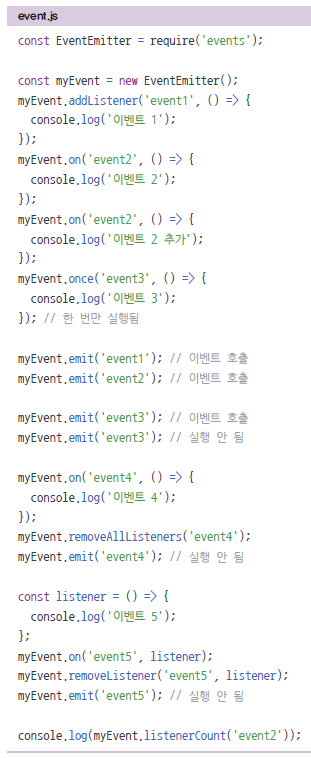 event.js
const EventEmitter = require('events');
const myEvent = new EventEmitter();
myEvent.addListener('event1', () => {
  console.log('이벤트 1');
});
myEvent.on('event2', () => {
  console.log('이벤트 2');
});
myEvent.on('event2', () => {
  console.log('이벤트 2 추가');
});
myEvent.once('event3', () => {
  console.log('이벤트 3');
}); // 한 번만 실행됨
myEvent.emit('event1'); // 이벤트 호출
myEvent.emit('event2'); // 이벤트 호출
myEvent.emit('event3'); // 이벤트 호출
myEvent.emit('event3'); // 실행 안 됨
myEvent.on('event4', () => {
  console.log('이벤트 4');
});
myEvent.removeAllListeners('event4');
myEvent.emit('event4'); // 실행 안 됨
const listener = () => {
  console.log('이벤트 5');
};
myEvent.on('event5', listener);
myEvent.removeListener('event5', listener);
myEvent.emit('event5'); // 실행 안 됨
console.log(myEvent.listenerCount('event2'));